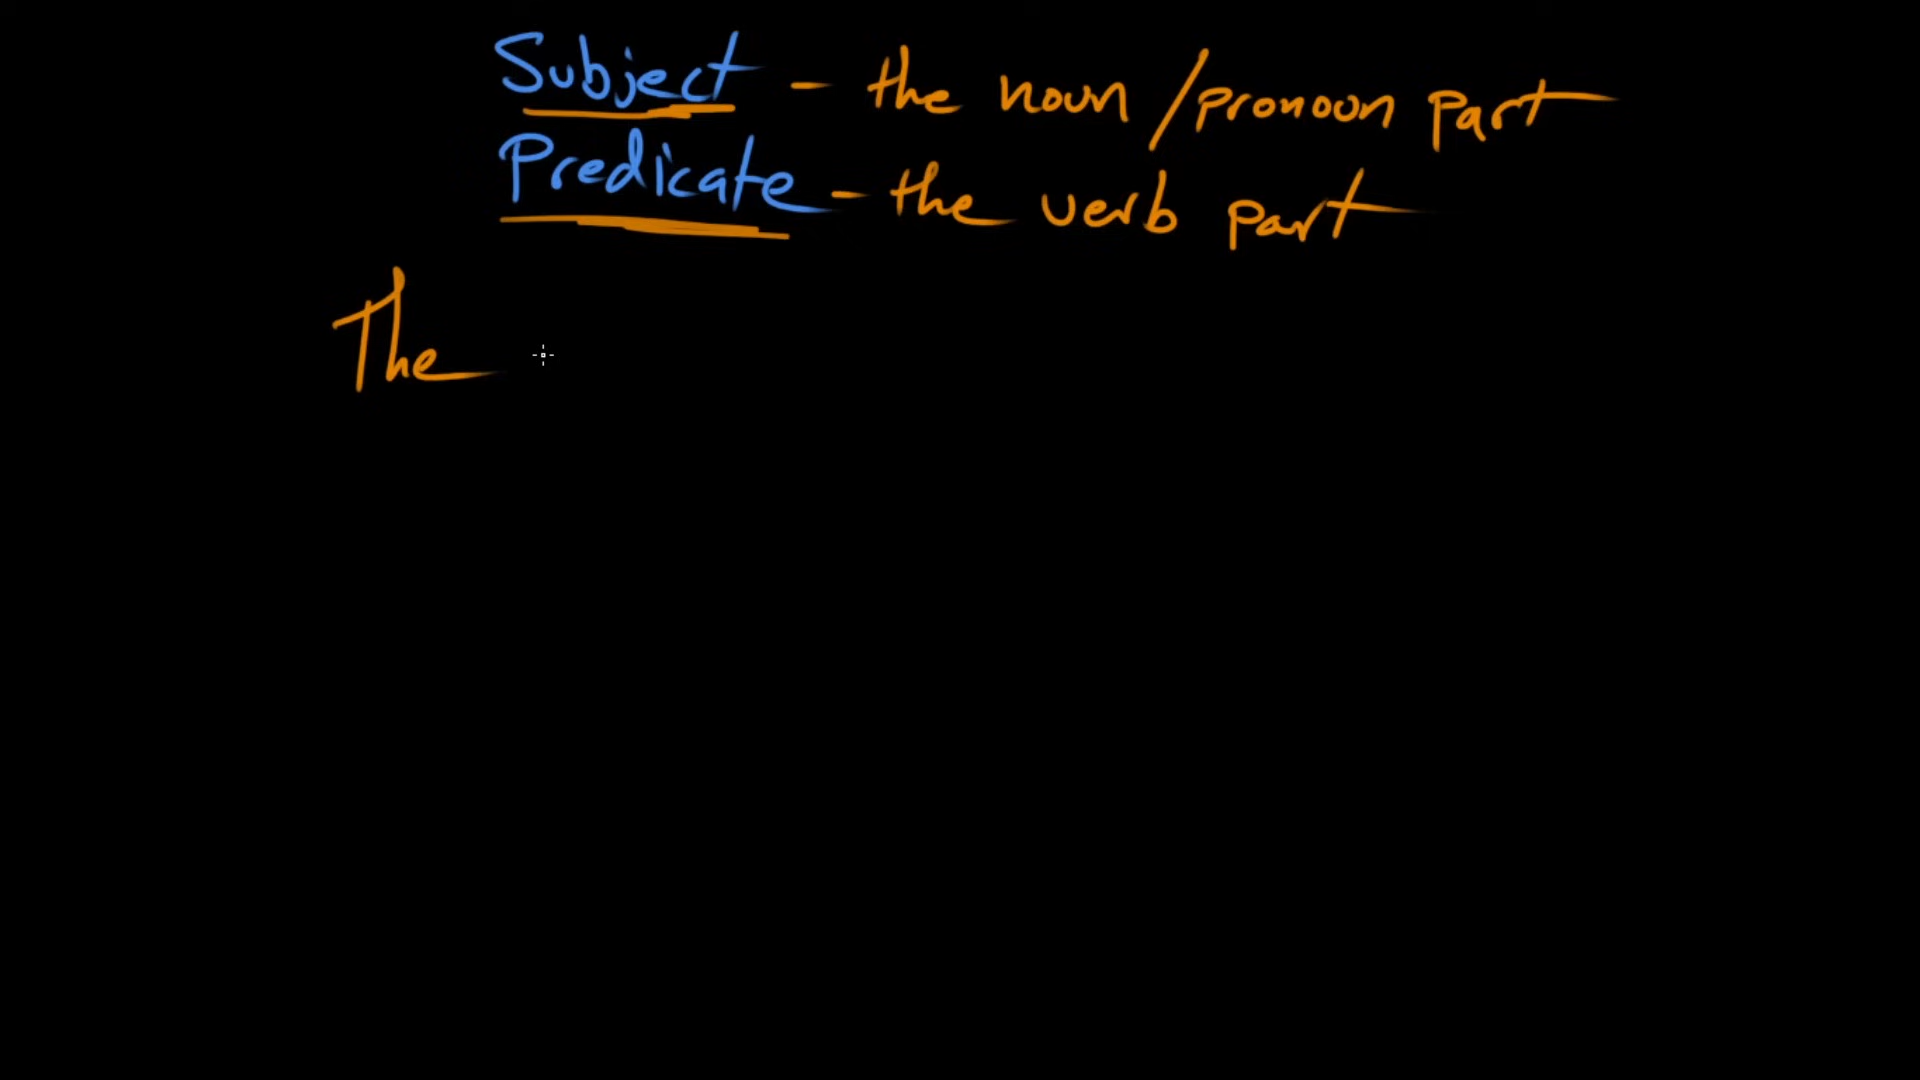 Subject - the noun/pronoun part
Predicate - the verb part
The